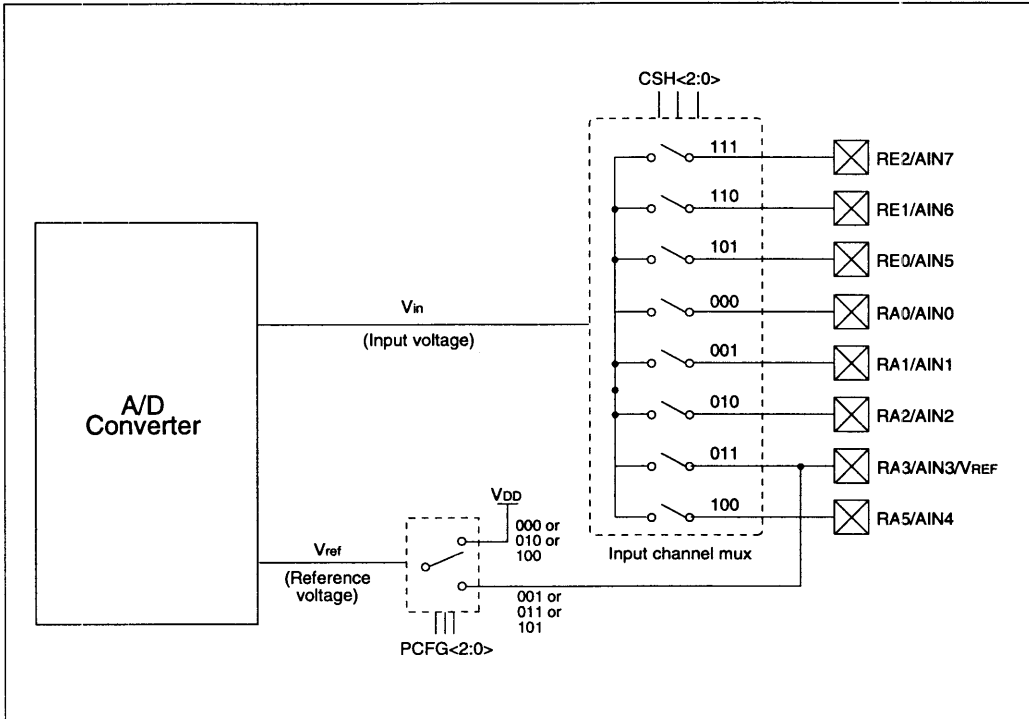 CSH<2:0>
111
RE2/AIN7
110
RE1/AIN6
101
RE0/AIN5
000
RA0/AIN0
001
RA1/AIN1
010
RA2/AIN2
011
RA3/AIN3/VREF
100
RA5/AIN4
Input channel mux
Vin
(Input voltage)
A/D
Converter
VDD
000 or
010 or
100
Vref
(Reference
voltage)
001 or
011 or
101
PCFG<2:0>